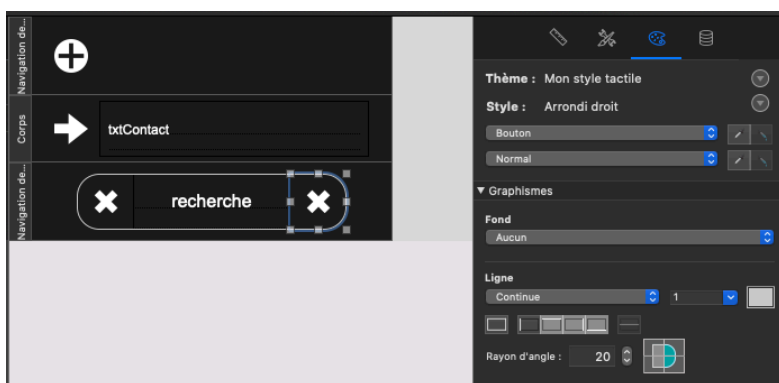 Navigation de...
Corps
txtContact
Navigation de...
recherche
Thème : Mon style tactile
Style : Arrondi droit
Bouton
Normal
Graphismes
Fond
Aucun
Ligne
Continue 1
Rayon d'angle : 20